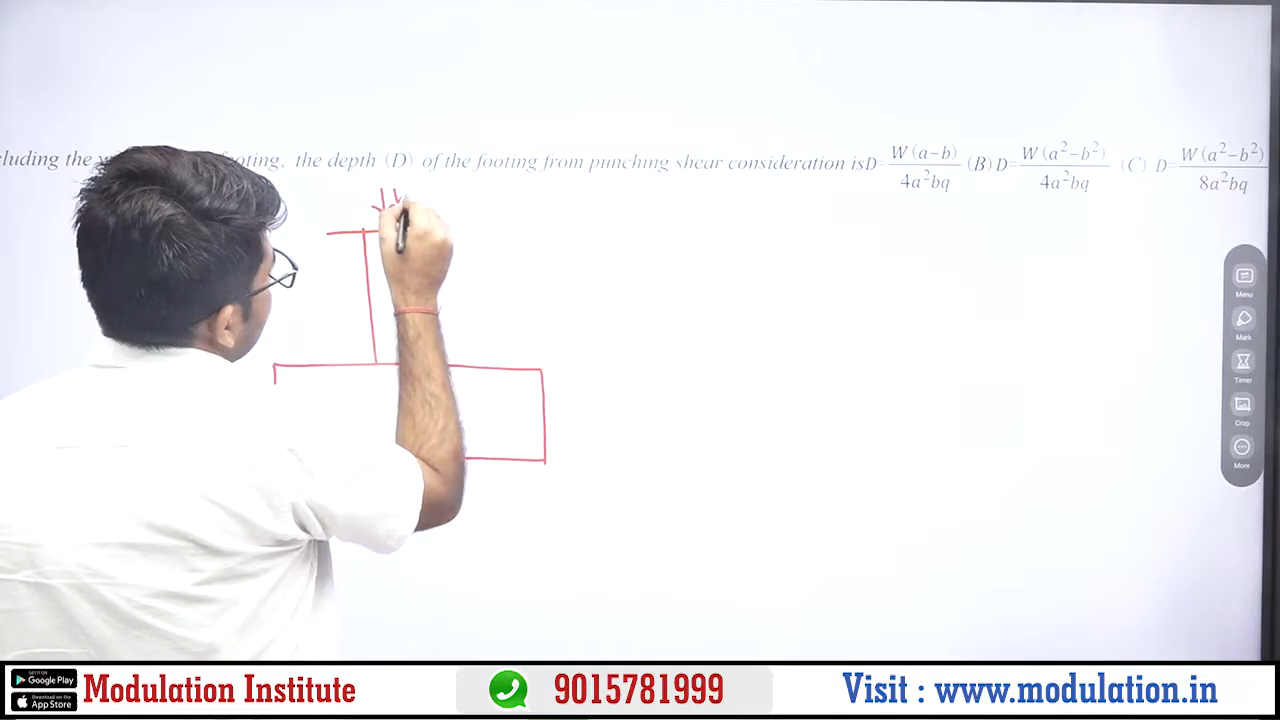 cluding the footing, the depth (D) of the footing from punching shear consideration is D= W(a−b)/4a²bq (B) D= W(a²−b²)/4a²bq (C) D= W(a²−b²)/8a²bq
Menu
Mark
Timer
Crop
More
GET IT ON
Google Play
Download on the
App Store
Modulation Institute
9015781999
Visit : www.modulation.in